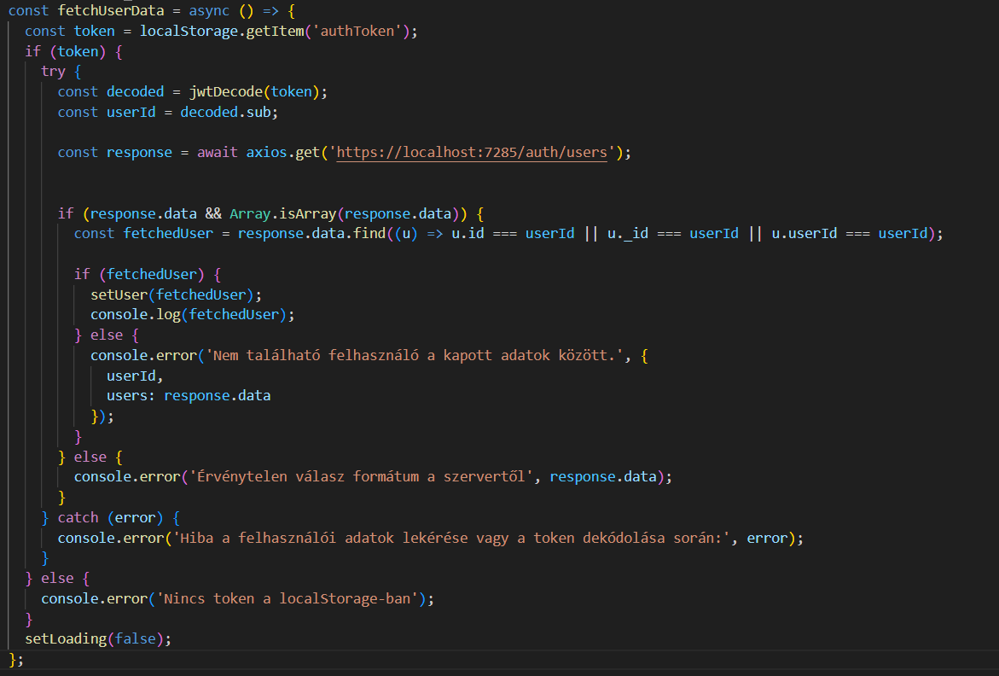 const fetchUserData = async () => {
const token = localStorage.getItem('authToken');
if (token) {
try {
const decoded = jwtDecode(token);
const userId = decoded.sub;
const response = await axios.get('https://localhost:7285/auth/users');
if (response.data && Array.isArray(response.data)) {
const fetchedUser = response.data.find((u) => u.id === userId || u._id === userId || u.userId === userId);
if (fetchedUser) {
setUser(fetchedUser);
console.log(fetchedUser);
} else {
console.error('Nem található felhasználó a kapott adatok között.', {
userId,
users: response.data
});
}
} else {
console.error('Érvénytelen válasz formátum a szervertől', response.data);
}
} catch (error) {
console.error('Hiba a felhasználói adatok lekérése vagy a token dekódolása során:', error);
}
} else {
console.error('Nincs token a localStorage-ban');
}
setLoading(false);
};